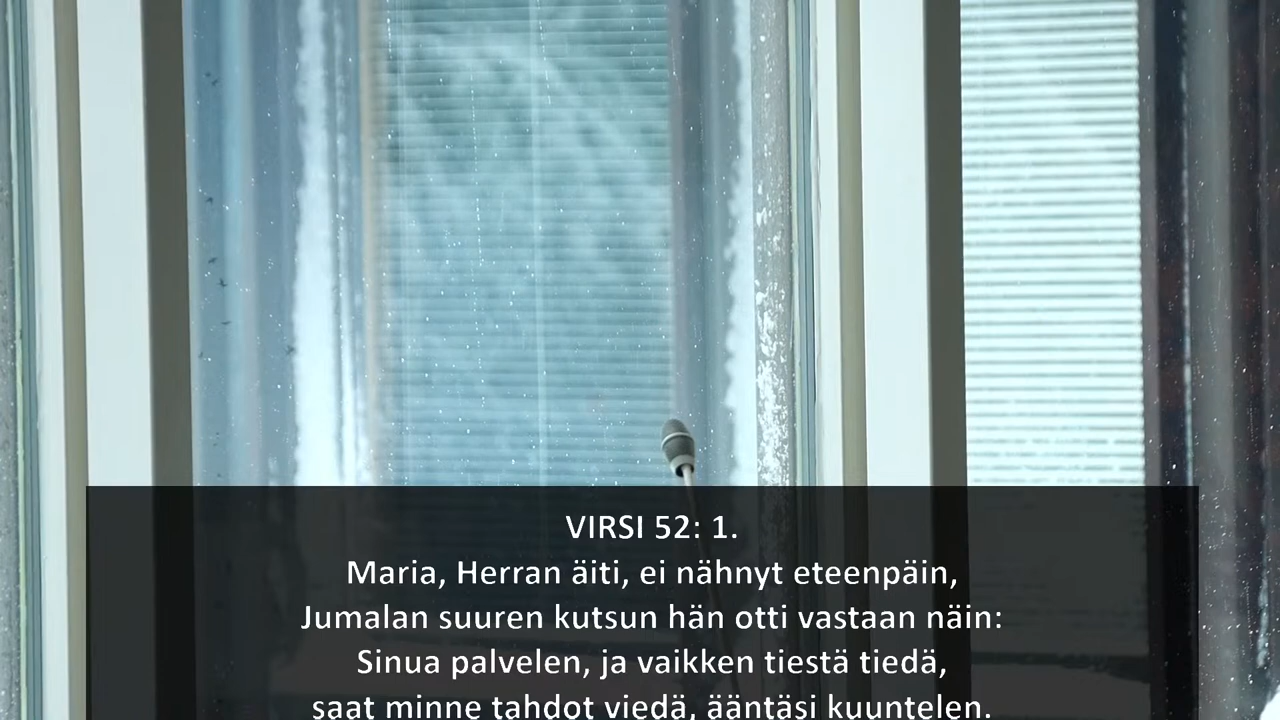 VIRSI 52: 1.
Maria, Herran äiti, ei nähnyt eteenpäin,
Jumalan suuren kutsun hän otti vastaan näin:
Sinua palvelen, ja vaikken tiestä tiedä,
saat minne tahdot viedä, ääntäsi kuuntelen.